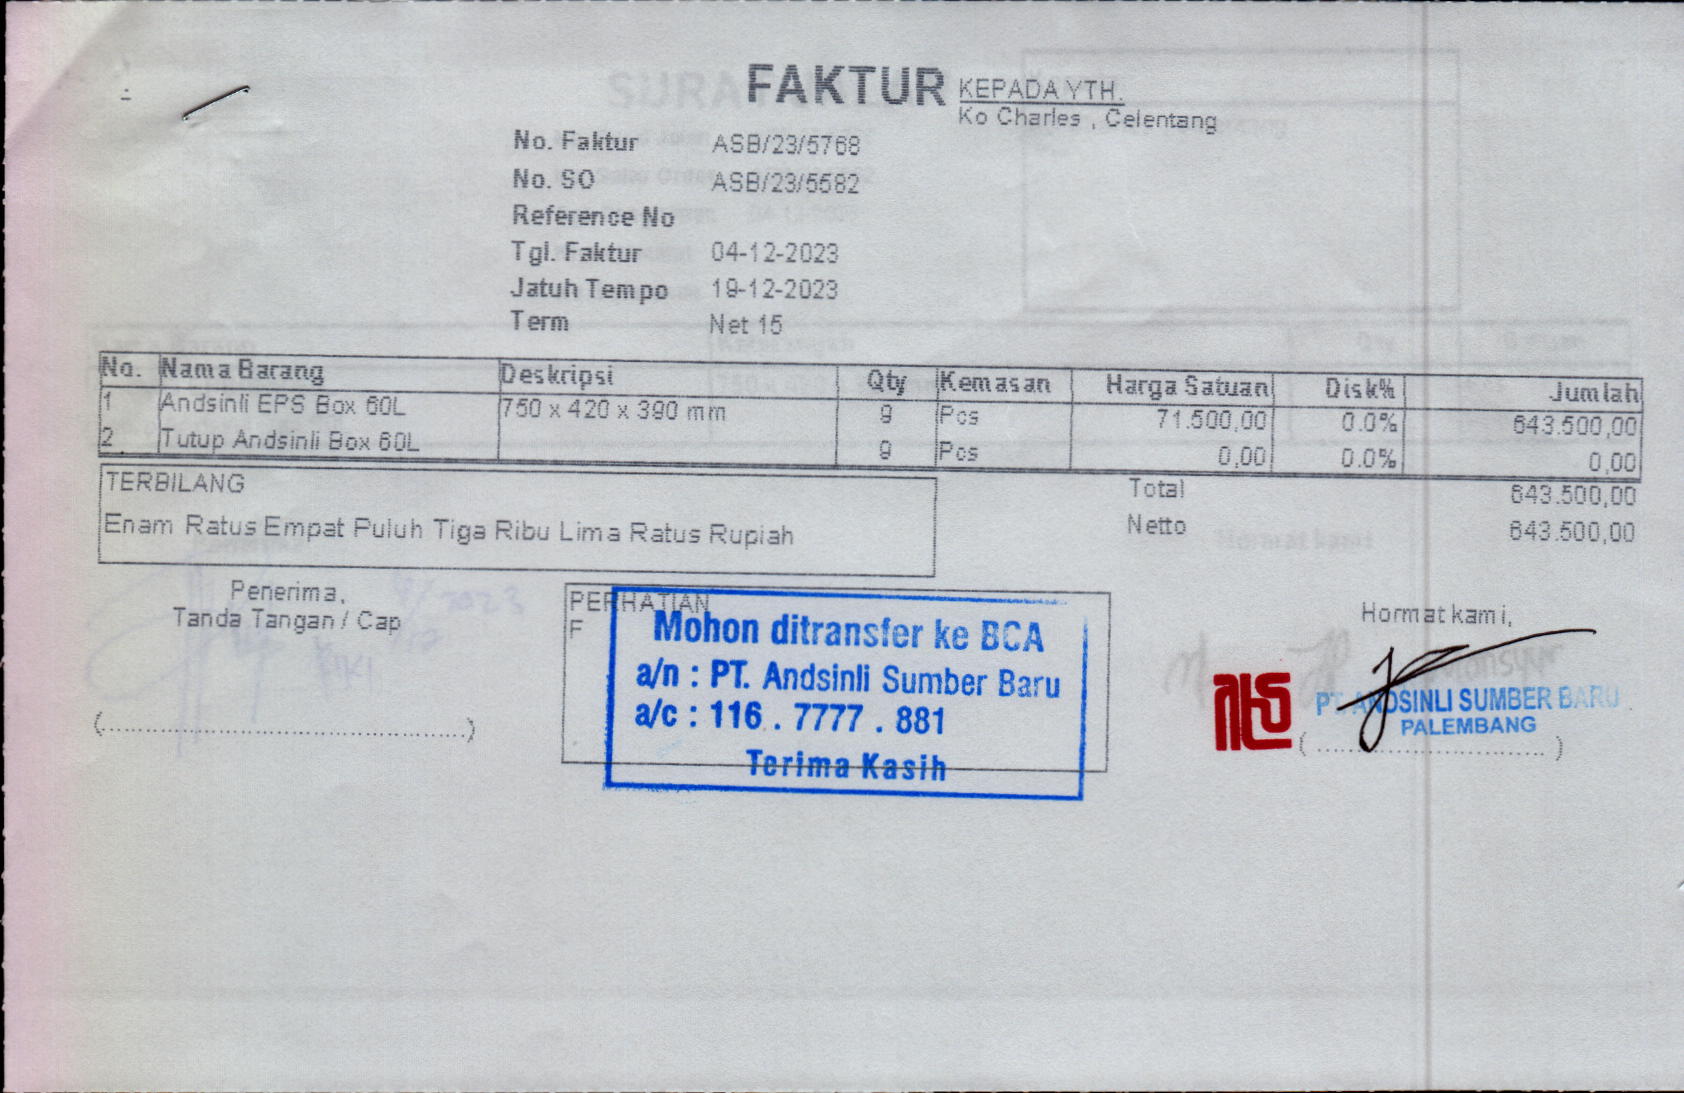 FAKTUR
KEPADA YTH.
Ko Charles , Celentang
No. Faktur ASB/23/5768
No. SO ASB/23/5582
Reference No
Tgl. Faktur 04-12-2023
Jatuh Tempo 19-12-2023
Term Net 15
No. Nama Barang Deskripsi Qty Kemasan Harga Satuan Disk% Jumlah
1 Andsinli EPS Box 60L 750 x 420 x 390 mm 9 Pcs 71.500,00 0.0% 643.500,00
2 Tutup Andsinli Box 60L 9 Pcs 0,00 0.0% 0,00
TERBILANG
Enam Ratus Empat Puluh Tiga Ribu Lima Ratus Rupiah
Total 643.500,00
Netto 643.500,00
Penerima,
Tanda Tangan / Cap
(...............................................)
PERHATIAN
F
Mohon ditransfer ke BCA
a/n : PT. Andsinli Sumber Baru
a/c : 116 . 7777 . 881
Terima Kasih
Hormat kami,
PT. ANDSINLI SUMBER BARU
PALEMBANG
( .............................. )